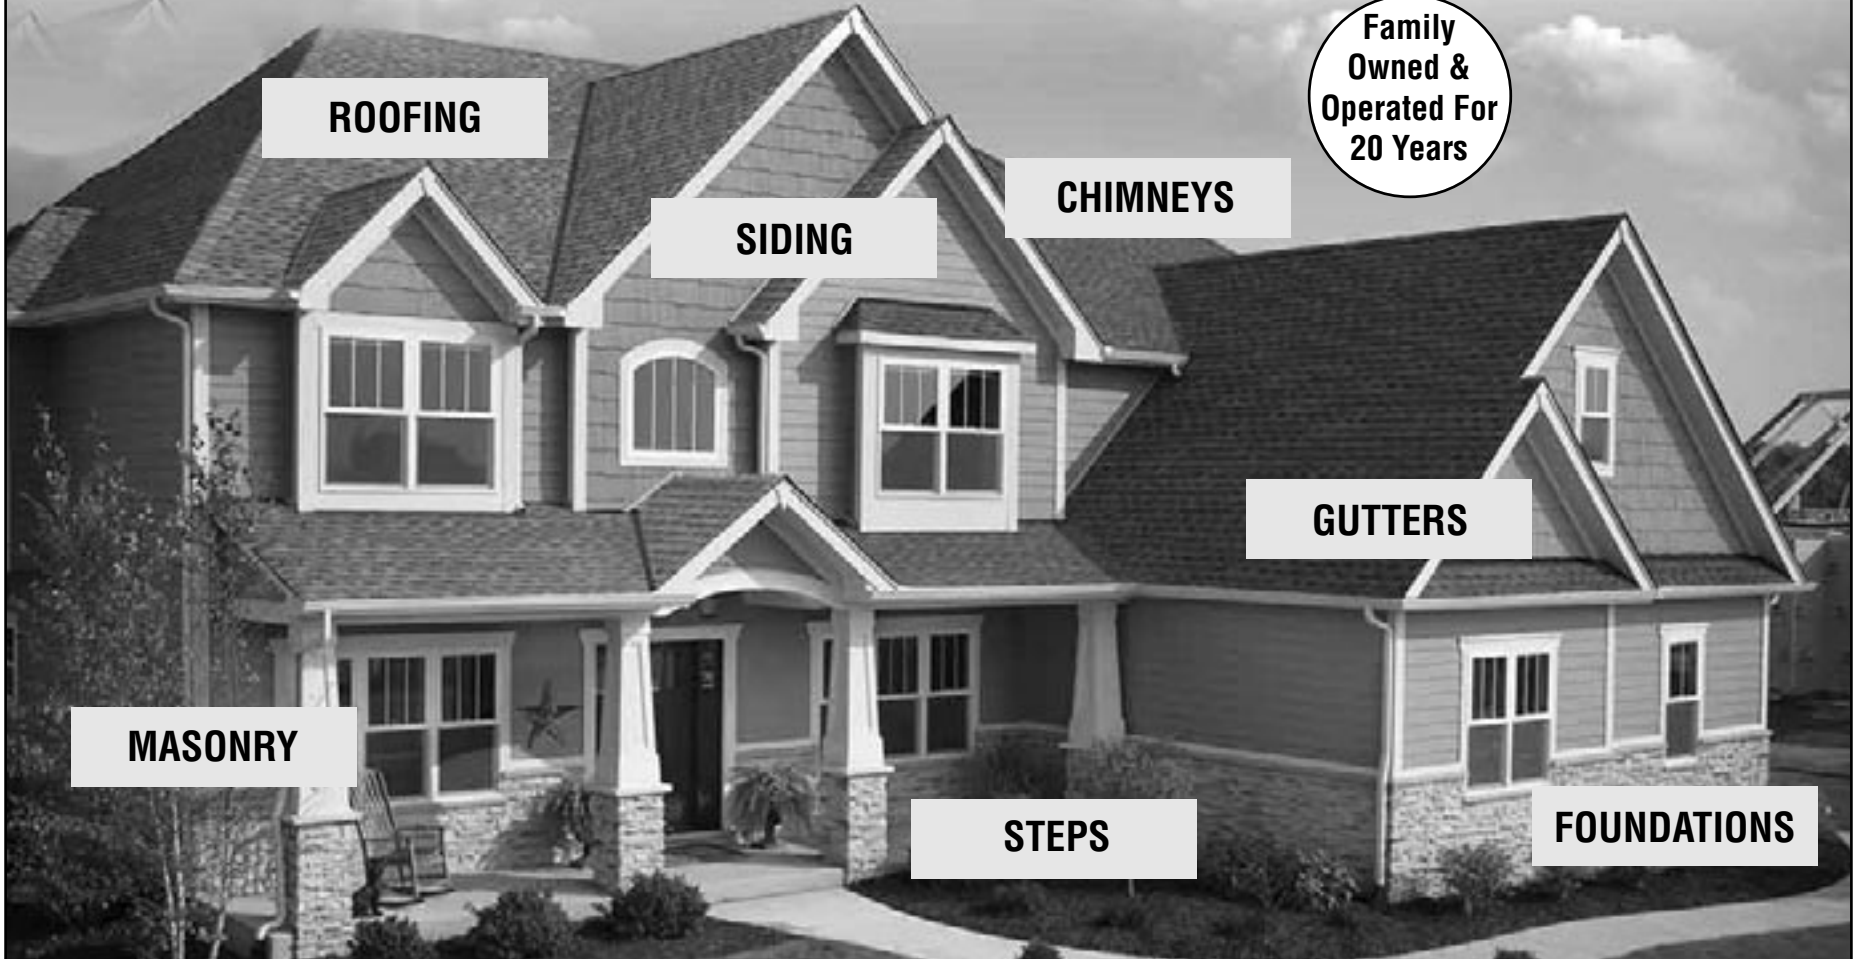 Family
Owned &
Operated For
20 Years
ROOFING
CHIMNEYS
SIDING
GUTTERS
MASONRY
STEPS
FOUNDATIONS